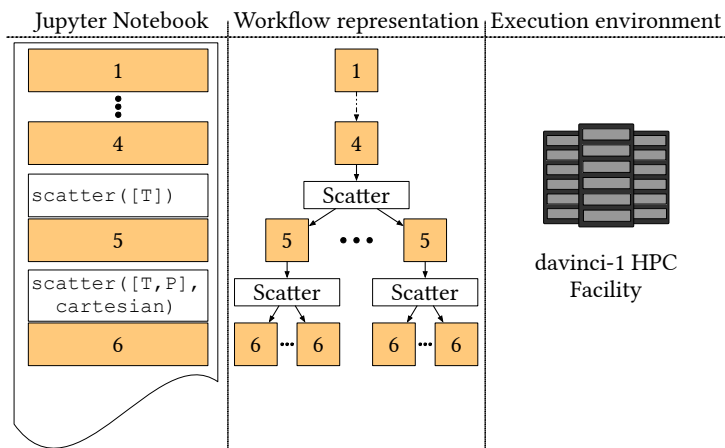 Jupyter Notebook
Workflow representation
Execution environment
1
4
scatter([T])
5
scatter([T,P],
cartesian)
6
1
4
Scatter
5 5
Scatter Scatter
6 6 6 6
davinci-1 HPC
Facility